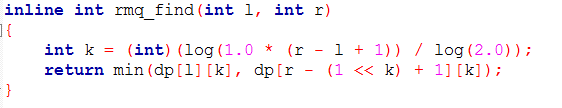 inline int rmq_find(int l, int r)
{
    int k = (int)(log(1.0 * (r - l + 1)) / log(2.0));
    return min(dp[l][k], dp[r - (1 << k) + 1][k]);
}